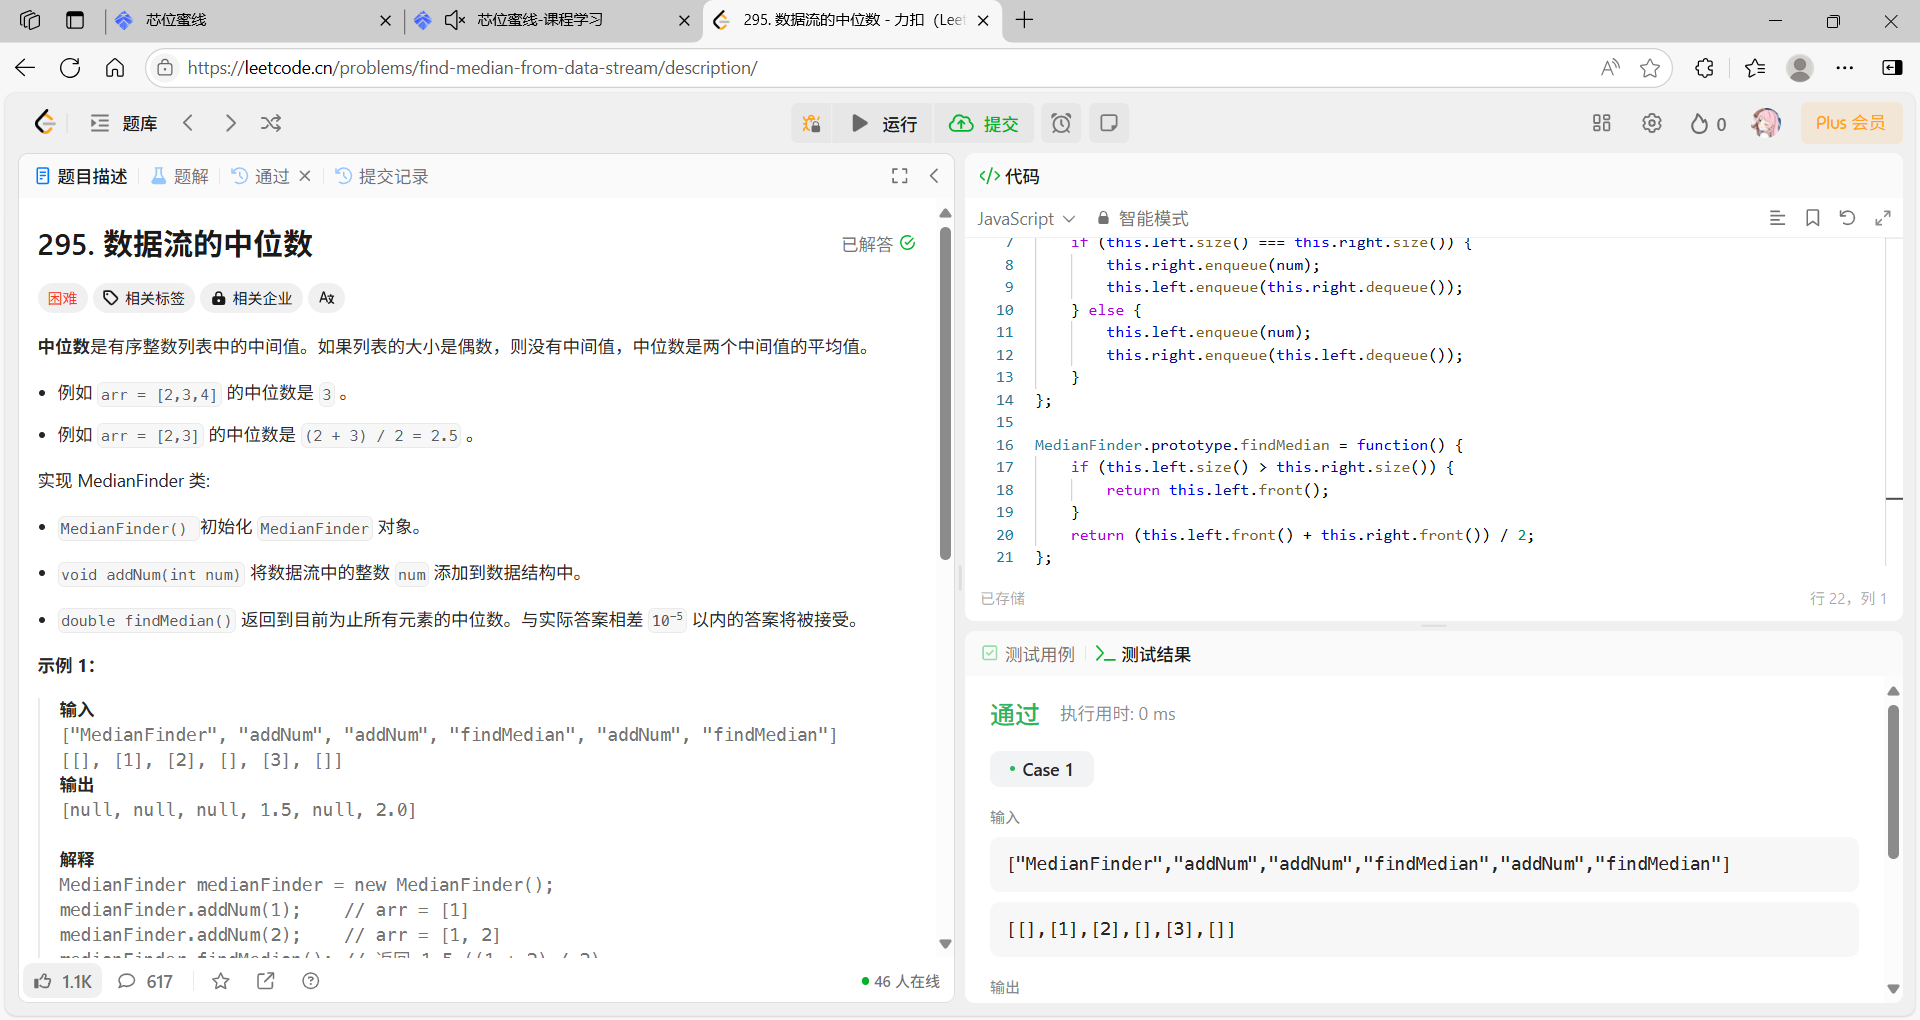 芯位蜜线
芯位蜜线-课程学习
295. 数据流的中位数 - 力扣（Leet
https://leetcode.cn/problems/find-median-from-data-stream/description/
题库
运行
提交
0
Plus 会员
题目描述
题解
通过
提交记录
295. 数据流的中位数
已解答
困难
相关标签
相关企业
中位数是有序整数列表中的中间值。如果列表的大小是偶数，则没有中间值，中位数是两个中间值的平均值。
• 例如 arr = [2,3,4] 的中位数是 3 。
• 例如 arr = [2,3] 的中位数是 (2 + 3) / 2 = 2.5 。
实现 MedianFinder 类:
• MedianFinder() 初始化 MedianFinder 对象。
• void addNum(int num) 将数据流中的整数 num 添加到数据结构中。
• double findMedian() 返回到目前为止所有元素的中位数。与实际答案相差 10⁻⁵ 以内的答案将被接受。
示例 1：
输入
["MedianFinder", "addNum", "addNum", "findMedian", "addNum", "findMedian"]
[[], [1], [2], [], [3], []]
输出
[null, null, null, 1.5, null, 2.0]
解释
MedianFinder medianFinder = new MedianFinder();
medianFinder.addNum(1);    // arr = [1]
medianFinder.addNum(2);    // arr = [1, 2]
medianFinder.findMedian(); // 返回 1.5 ((1 + 2) / 2)
1.1K
617
46 人在线
代码
JavaScript
智能模式
7 if (this.left.size() === this.right.size()) {
8 this.right.enqueue(num);
9 this.left.enqueue(this.right.dequeue());
10 } else {
11 this.left.enqueue(num);
12 this.right.enqueue(this.left.dequeue());
13 }
14 };
15
16 MedianFinder.prototype.findMedian = function() {
17 if (this.left.size() > this.right.size()) {
18 return this.left.front();
19 }
20 return (this.left.front() + this.right.front()) / 2;
21 };
已存储
行 22，列 1
测试用例
测试结果
通过
执行用时: 0 ms
• Case 1
输入
["MedianFinder","addNum","addNum","findMedian","addNum","findMedian"]
[[],[1],[2],[],[3],[]]
输出